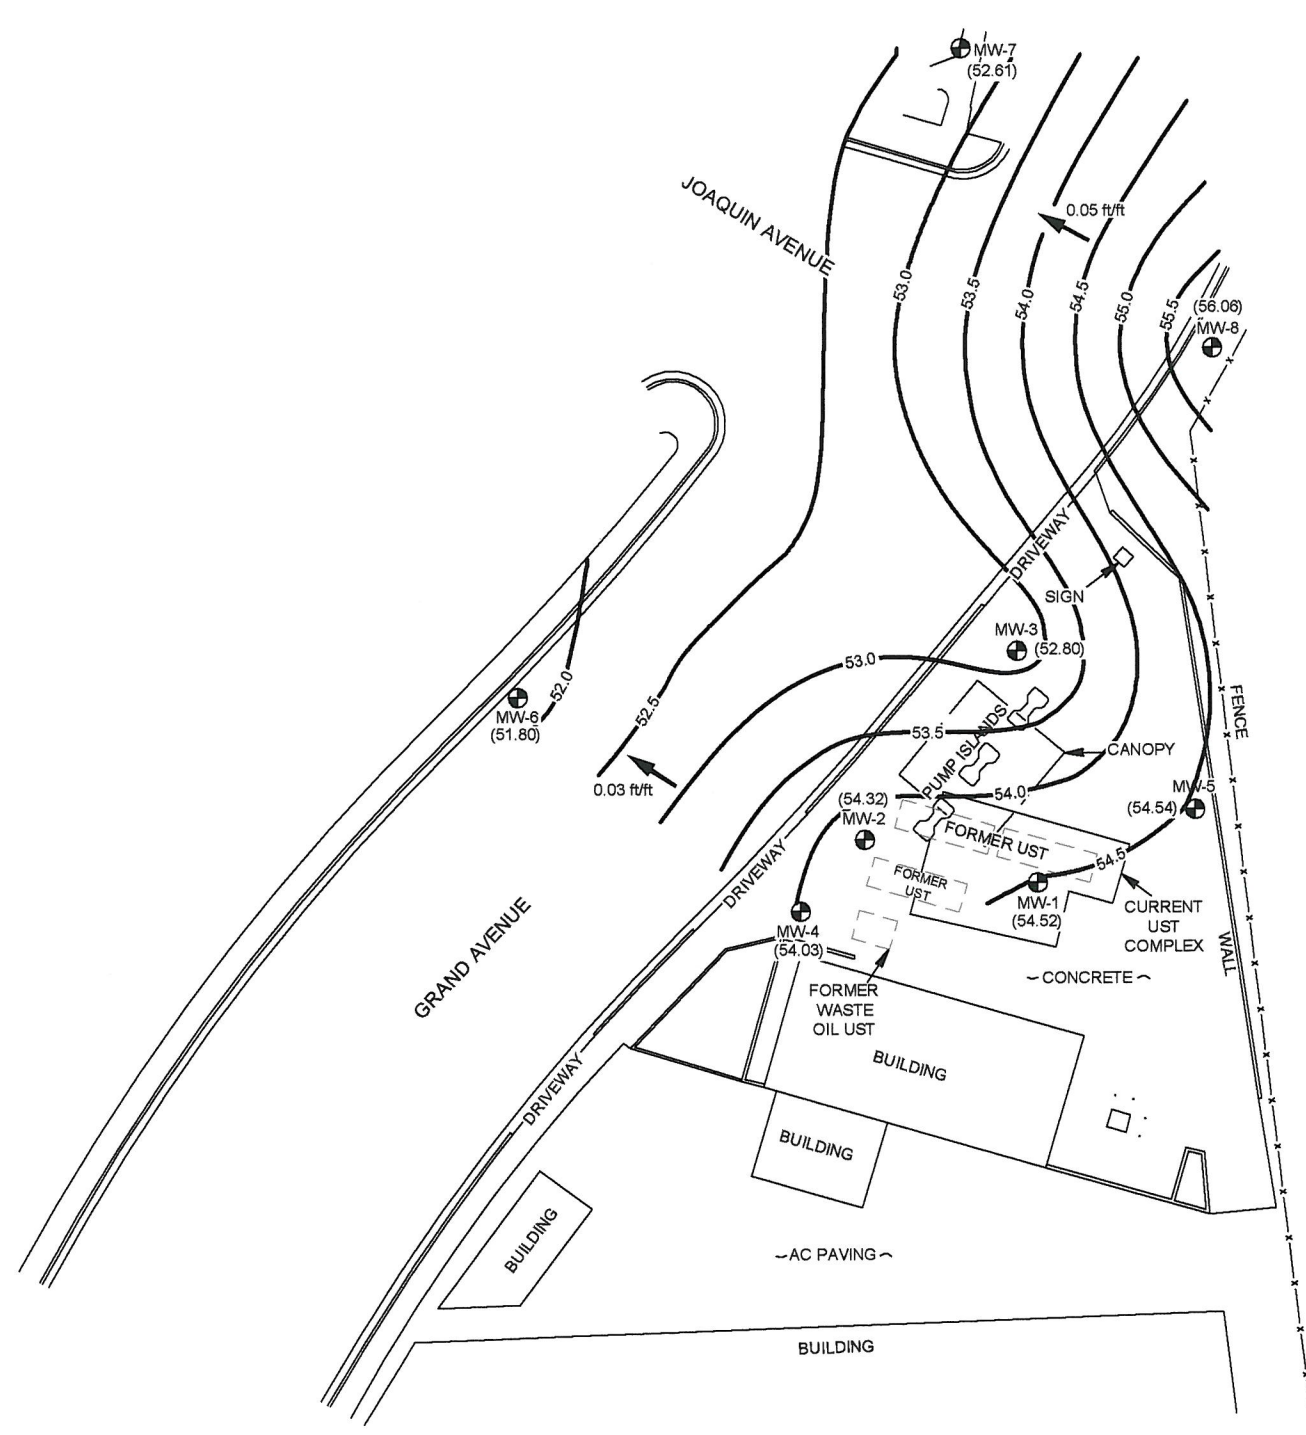 MW-7
(52.61)
JOAQUIN AVENUE
0.05 ft/ft
53.0
53.5
54.0
54.5
55.0
55.5
(56.06)
MW-8
DRIVEWAY
SIGN
MW-3
(52.80)
53.0
52.0
52.5
MW-6
(51.80)
53.5
FENCE
PUMP ISLANDS
CANOPY
0.03 ft/ft
54.0
MW-5
(54.54)
(54.32)
MW-2
FORMER UST
54.5
DRIVEWAY
FORMER
UST
MW-1
(54.52)
CURRENT
UST
COMPLEX
GRAND AVENUE
MW-4
(54.03)
WALL
CONCRETE
FORMER
WASTE
OIL UST
BUILDING
DRIVEWAY
BUILDING
BUILDING
AC PAVING
BUILDING